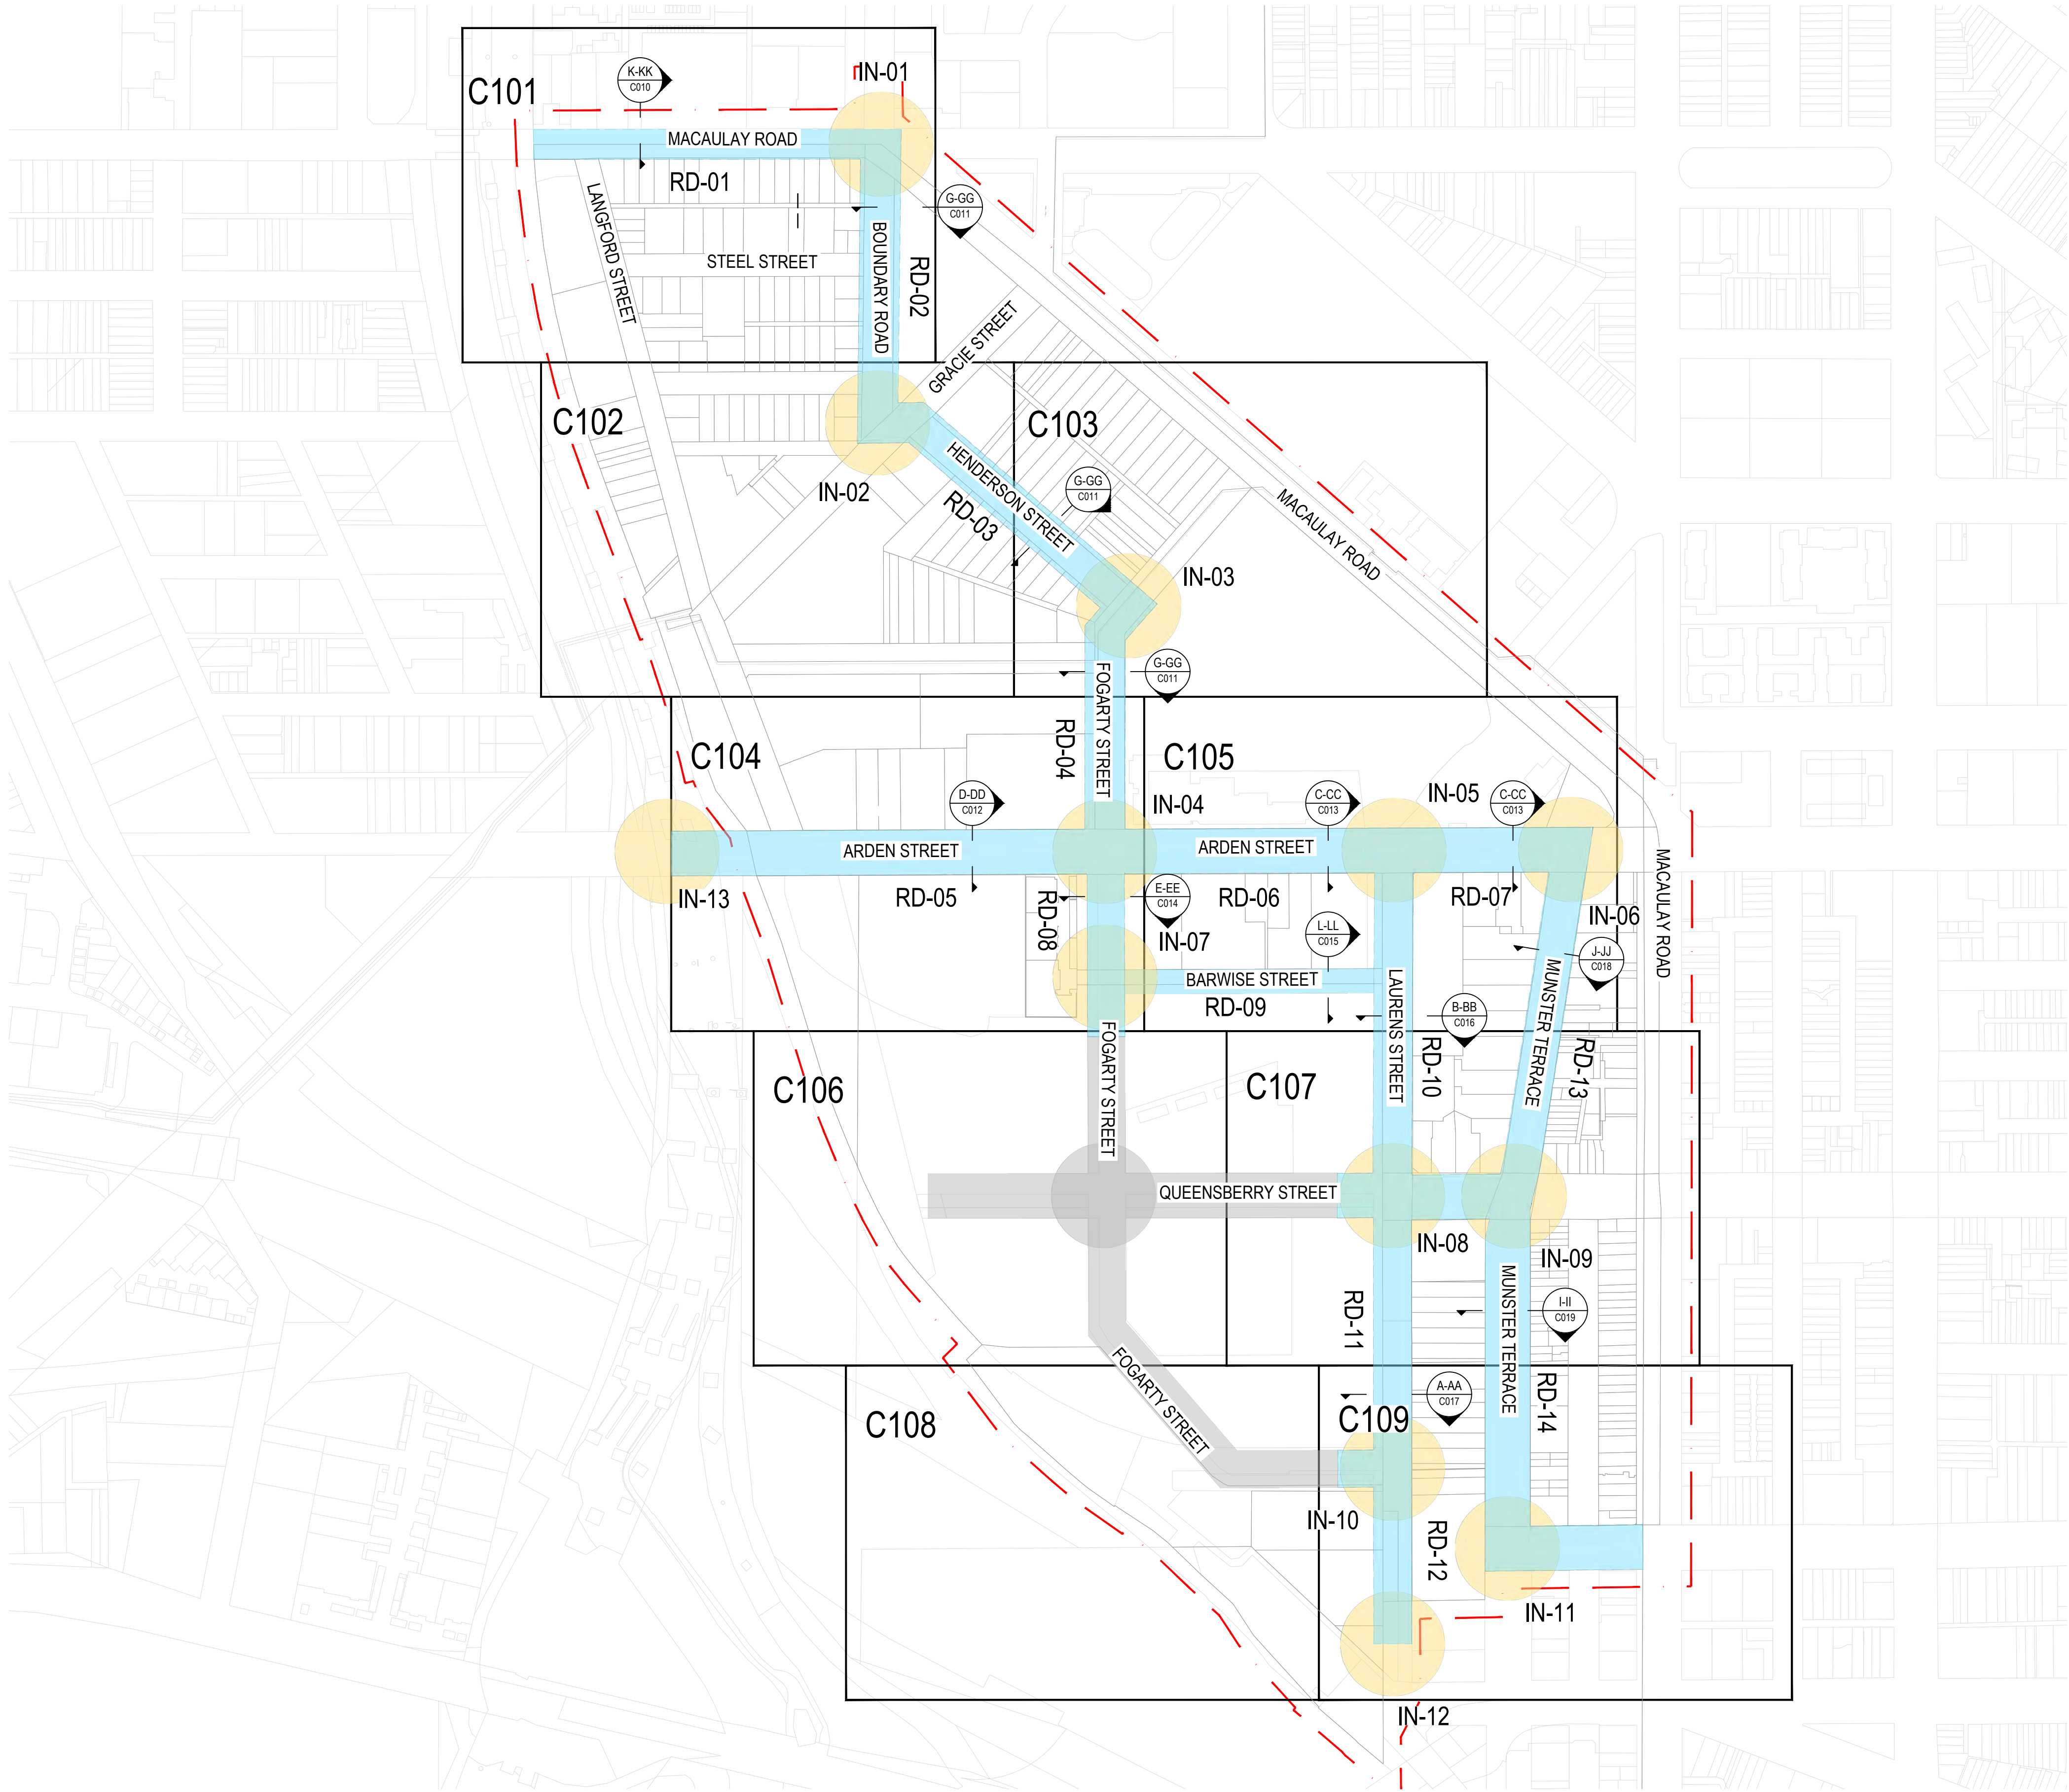 IN-01
K-KK
C010
C101
MACAULAY ROAD
RD-01
LANGFORD STREET
G-GG
C011
STEEL STREET
BOUNDARY ROAD
RD-02
GRACIE STREET
C102
C103
HENDERSON STREET
IN-02
RD-03
G-GG
C011
MACAULAY ROAD
IN-03
G-GG
C011
FOGARTY STREET
RD-04
C104
C105
D-DD
C012
IN-04
C-CC
C013
IN-05
C-CC
C013
ARDEN STREET
ARDEN STREET
MACAULAY ROAD
IN-13
RD-05
RD-08
E-EE
C014
RD-06
RD-07
IN-06
IN-07
L-LL
C015
J-JJ
C018
BARWISE STREET
RD-09
LAURENS STREET
B-BB
C016
MUNSTER TERRACE
FOGARTY STREET
RD-10
RD-13
C106
C107
QUEENSBERRY STREET
IN-08
IN-09
RD-11
MUNSTER TERRACE
I-II
C019
FOGARTY STREET
A-AA
C017
RD-14
C108
C109
IN-10
RD-12
IN-11
IN-12